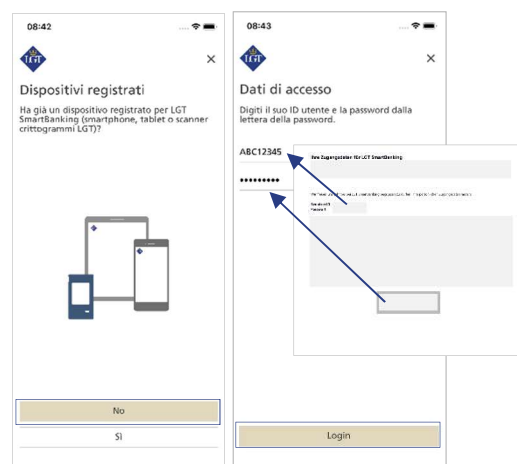 08:42
LGT
Dispositivi registrati
Ha già un dispositivo registrato per LGT
SmartBanking (smartphone, tablet o scanner
crittogrammi LGT)?
No
Sì
08:43
LGT
Dati di accesso
Digiti il suo ID utente e la password dalla
lettera della password.
ABC12345
•••••••••
Ihre Zugangsdaten für LGT SmartBanking
Login